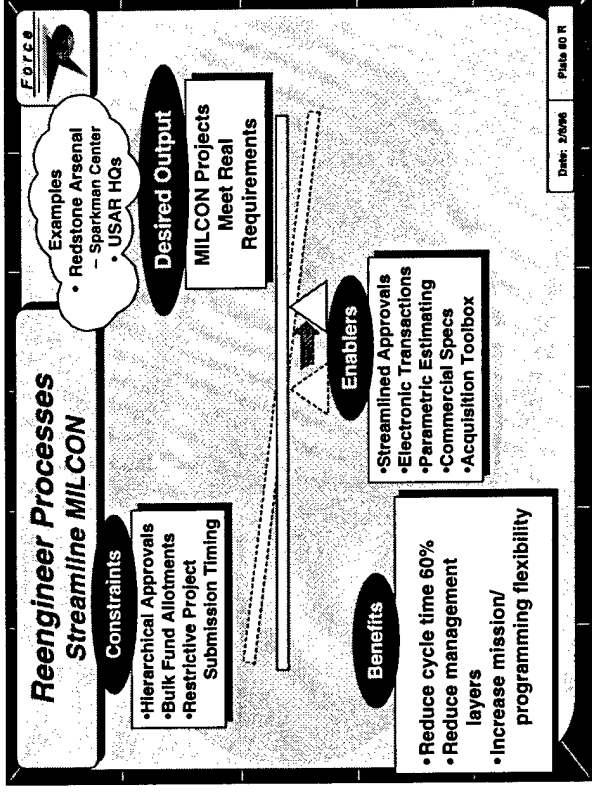 Reengineer Processes
Streamline MILCON
Force
Examples
• Redstone Arsenal
– Sparkman Center
• USAR HQs
Constraints
•Hierarchical Approvals
•Bulk Fund Allotments
•Restrictive Project
Submission Timing
Desired Output
MILCON Projects
Meet Real
Requirements
Enablers
•Streamlined Approvals
•Electronic Transactions
•Parametric Estimating
•Commercial Specs
•Acquisition Toolbox
Benefits
•Reduce cycle time 60%
•Reduce management
layers
•Increase mission/
programming flexibility
Date: 2/6/96
Plate 80 R